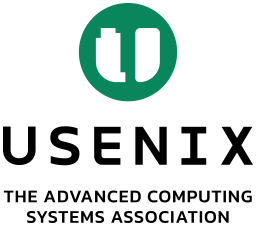 USENIX
THE ADVANCED COMPUTING
SYSTEMS ASSOCIATION